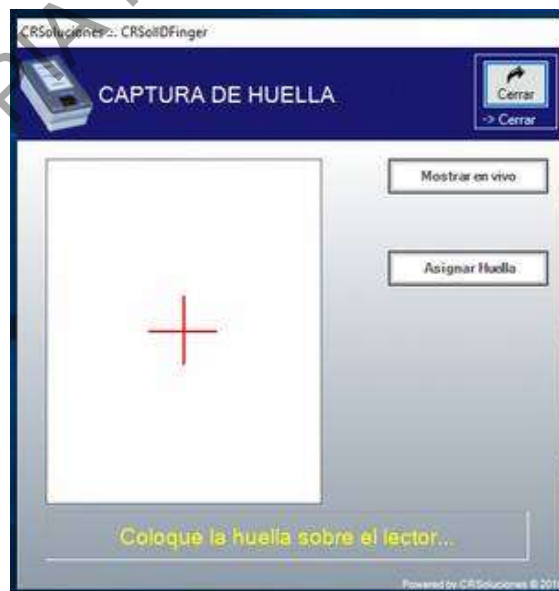 CRSoluciones ::. CRSolIDFinger
CAPTURA DE HUELLA
Cerrar
-> Cerrar
Mostrar en vivo
Asignar Huella
Coloque la huella sobre el lector...
Powered by CRSoluciones ©